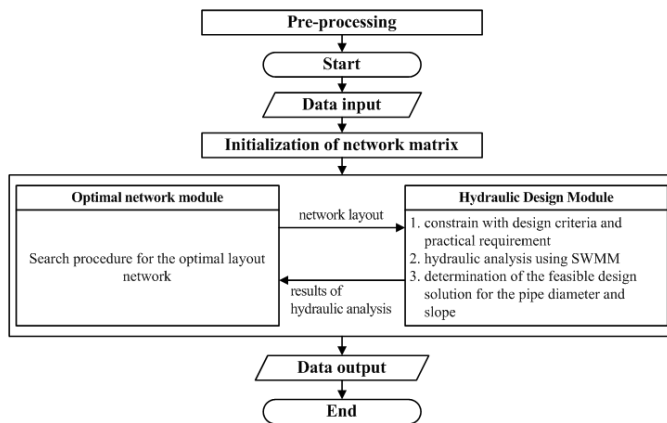 Pre-processing
Start
Data input
Initialization of network matrix
Optimal network module
Search procedure for the optimal layout
network
network layout
results of
hydraulic analysis
Hydraulic Design Module
1. constrain with design criteria and
practical requirement
2. hydraulic analysis using SWMM
3. determination of the feasible design
solution for the pipe diameter and
slope
Data output
End